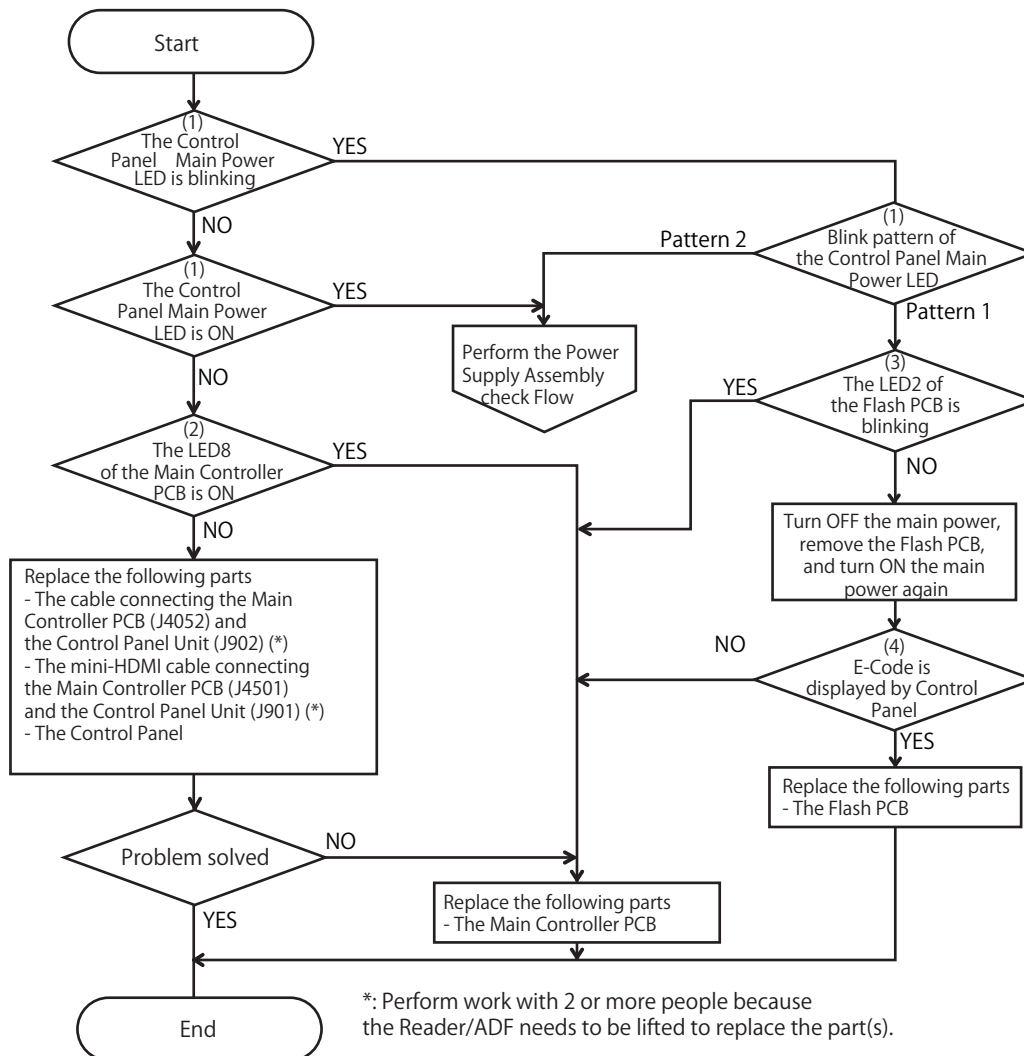 Start
(1)
The Control
Panel Main Power
LED is blinking
YES
NO
(1)
Blink pattern of
the Control Panel Main
Power LED
Pattern 2
Pattern 1
(1)
The Control
Panel Main Power
LED is ON
YES
NO
Perform the Power
Supply Assembly
check Flow
(3)
The LED2 of
the Flash PCB is
blinking
YES
NO
(2)
The LED8
of the Main Controller
PCB is ON
YES
NO
Turn OFF the main power,
remove the Flash PCB,
and turn ON the main
power again
Replace the following parts
- The cable connecting the Main
Controller PCB (J4052) and
the Control Panel Unit (J902) (*)
- The mini-HDMI cable connecting
the Main Controller PCB (J4501)
and the Control Panel Unit (J901) (*)
- The Control Panel
(4)
E-Code is
displayed by Control
Panel
NO
YES
Replace the following parts
- The Flash PCB
Problem solved
NO
YES
Replace the following parts
- The Main Controller PCB
End
*: Perform work with 2 or more people because
the Reader/ADF needs to be lifted to replace the part(s).